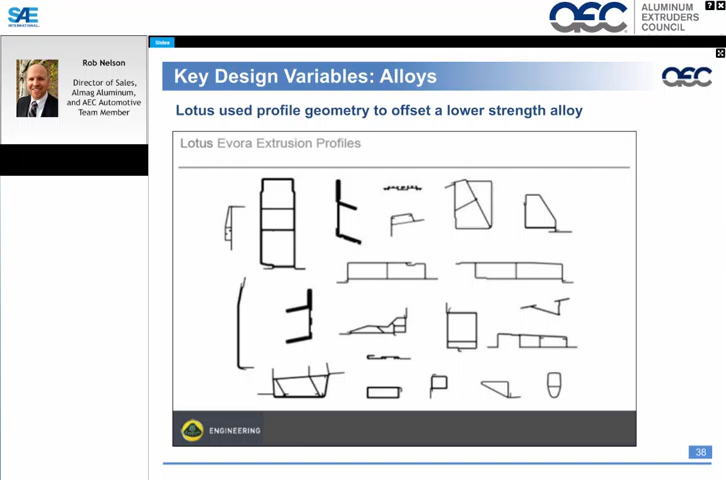 SAE
INTERNATIONAL
AEC
ALUMINUM
EXTRUDERS
COUNCIL
Rob Nelson
Director of Sales,
Almag Aluminum,
and AEC Automotive
Team Member
Slides
Key Design Variables: Alloys
AEC
Lotus used profile geometry to offset a lower strength alloy
Lotus Evora Extrusion Profiles
ENGINEERING
38